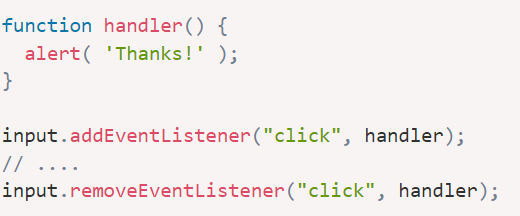 function handler() {
  alert( 'Thanks!' );
}

input.addEventListener("click", handler);
// ....
input.removeEventListener("click", handler);